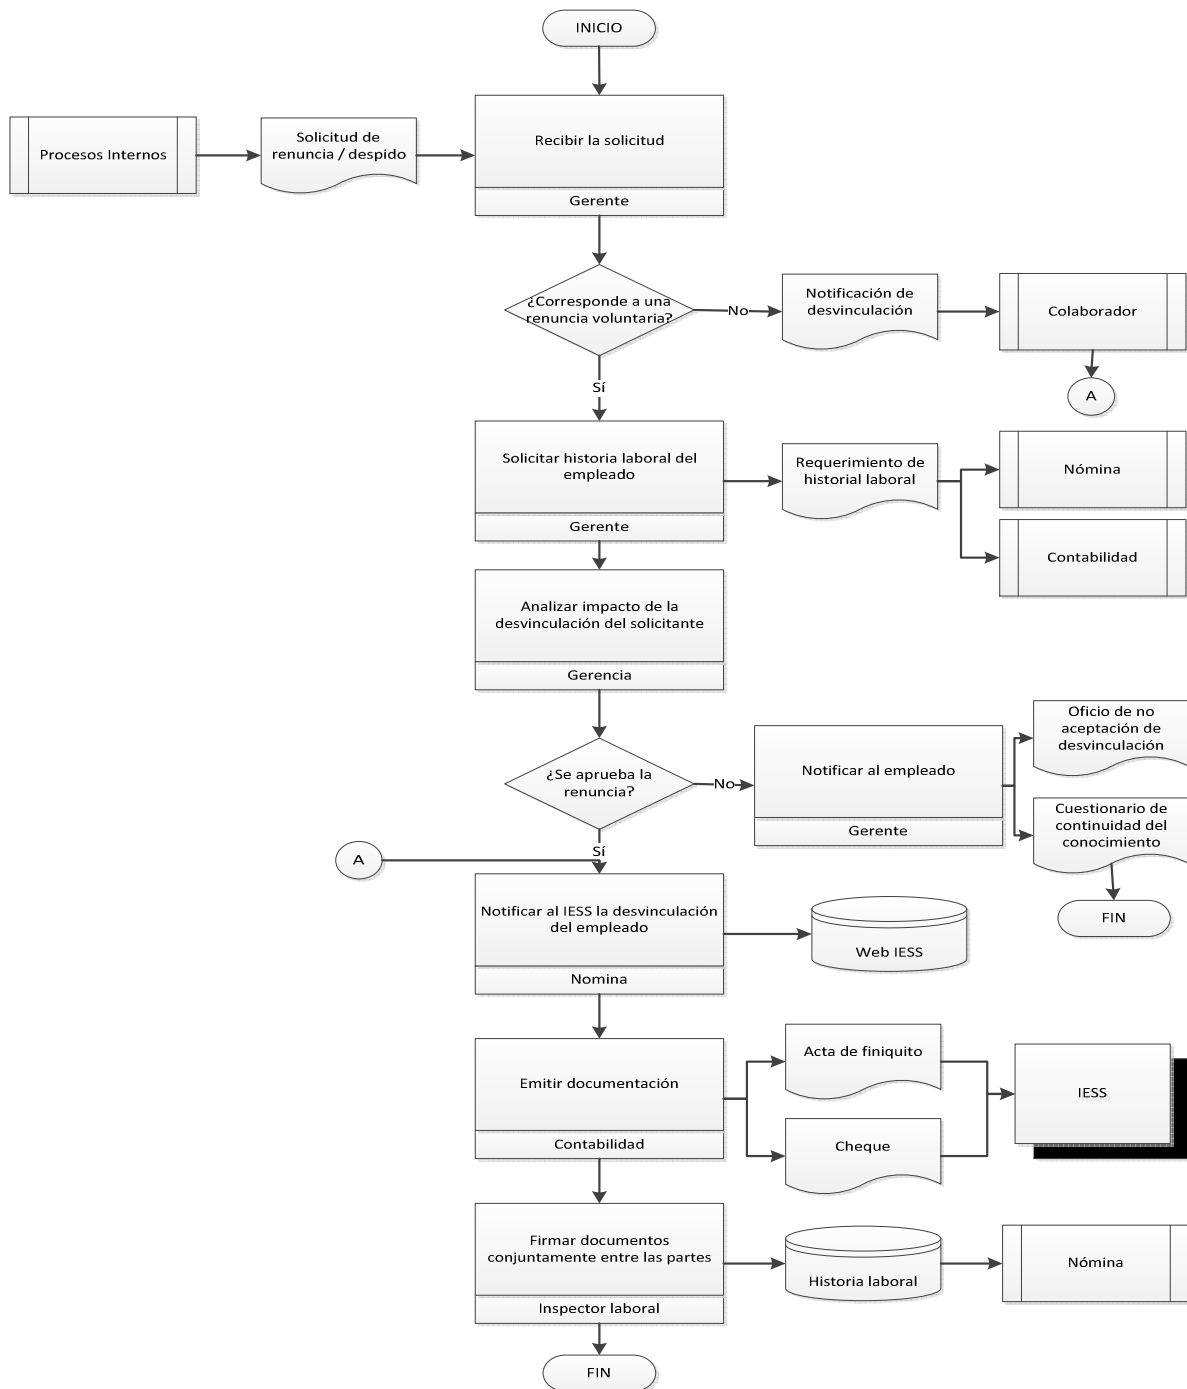 INICIO
Procesos Internos
Solicitud de
renuncia / despido
Recibir la solicitud
Gerente
¿Corresponde a una
renuncia voluntaria?
No
Notificación de
desvinculación
Colaborador
A
Sí
Solicitar historia laboral del
empleado
Gerente
Requerimiento de
historial laboral
Nómina
Contabilidad
Analizar impacto de la
desvinculación del solicitante
Gerencia
¿Se aprueba la
renuncia?
No
Notificar al empleado
Gerente
Oficio de no
aceptación de
desvinculación
Cuestionario de
continuidad del
conocimiento
FIN
Sí
A
Notificar al IESS la desvinculación
del empleado
Nomina
Web IESS
Emitir documentación
Contabilidad
Acta de finiquito
Cheque
IESS
Firmar documentos
conjuntamente entre las partes
Inspector laboral
Historia laboral
Nómina
FIN